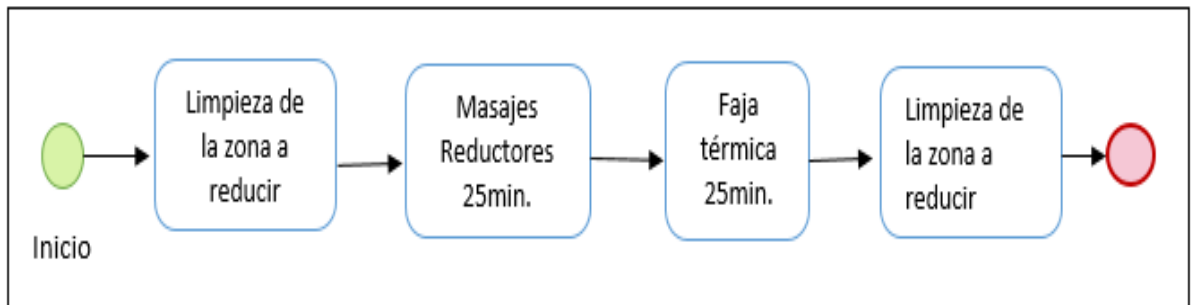 Limpieza de
la zona a
reducir
Masajes
Reductores
25min.
Faja
térmica
25min.
Limpieza de
la zona a
reducir
Inicio